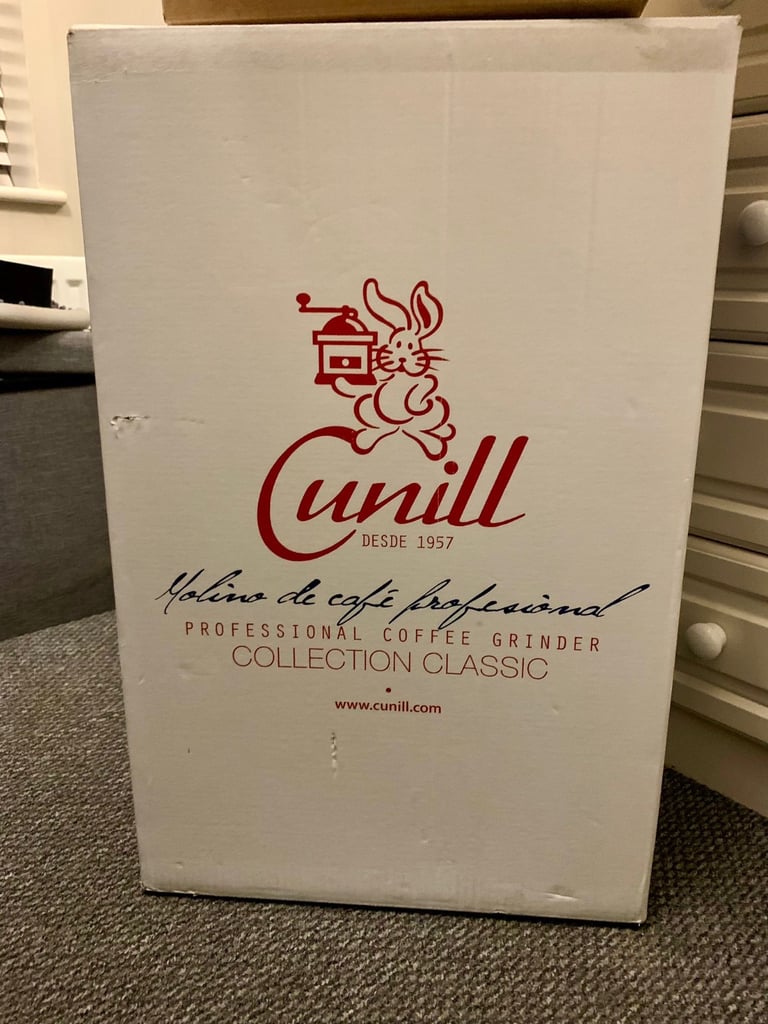 Cunill
DESDE 1957
Molino de café profesional
PROFESSIONAL COFFEE GRINDER
COLLECTION CLASSIC
www.cunill.com